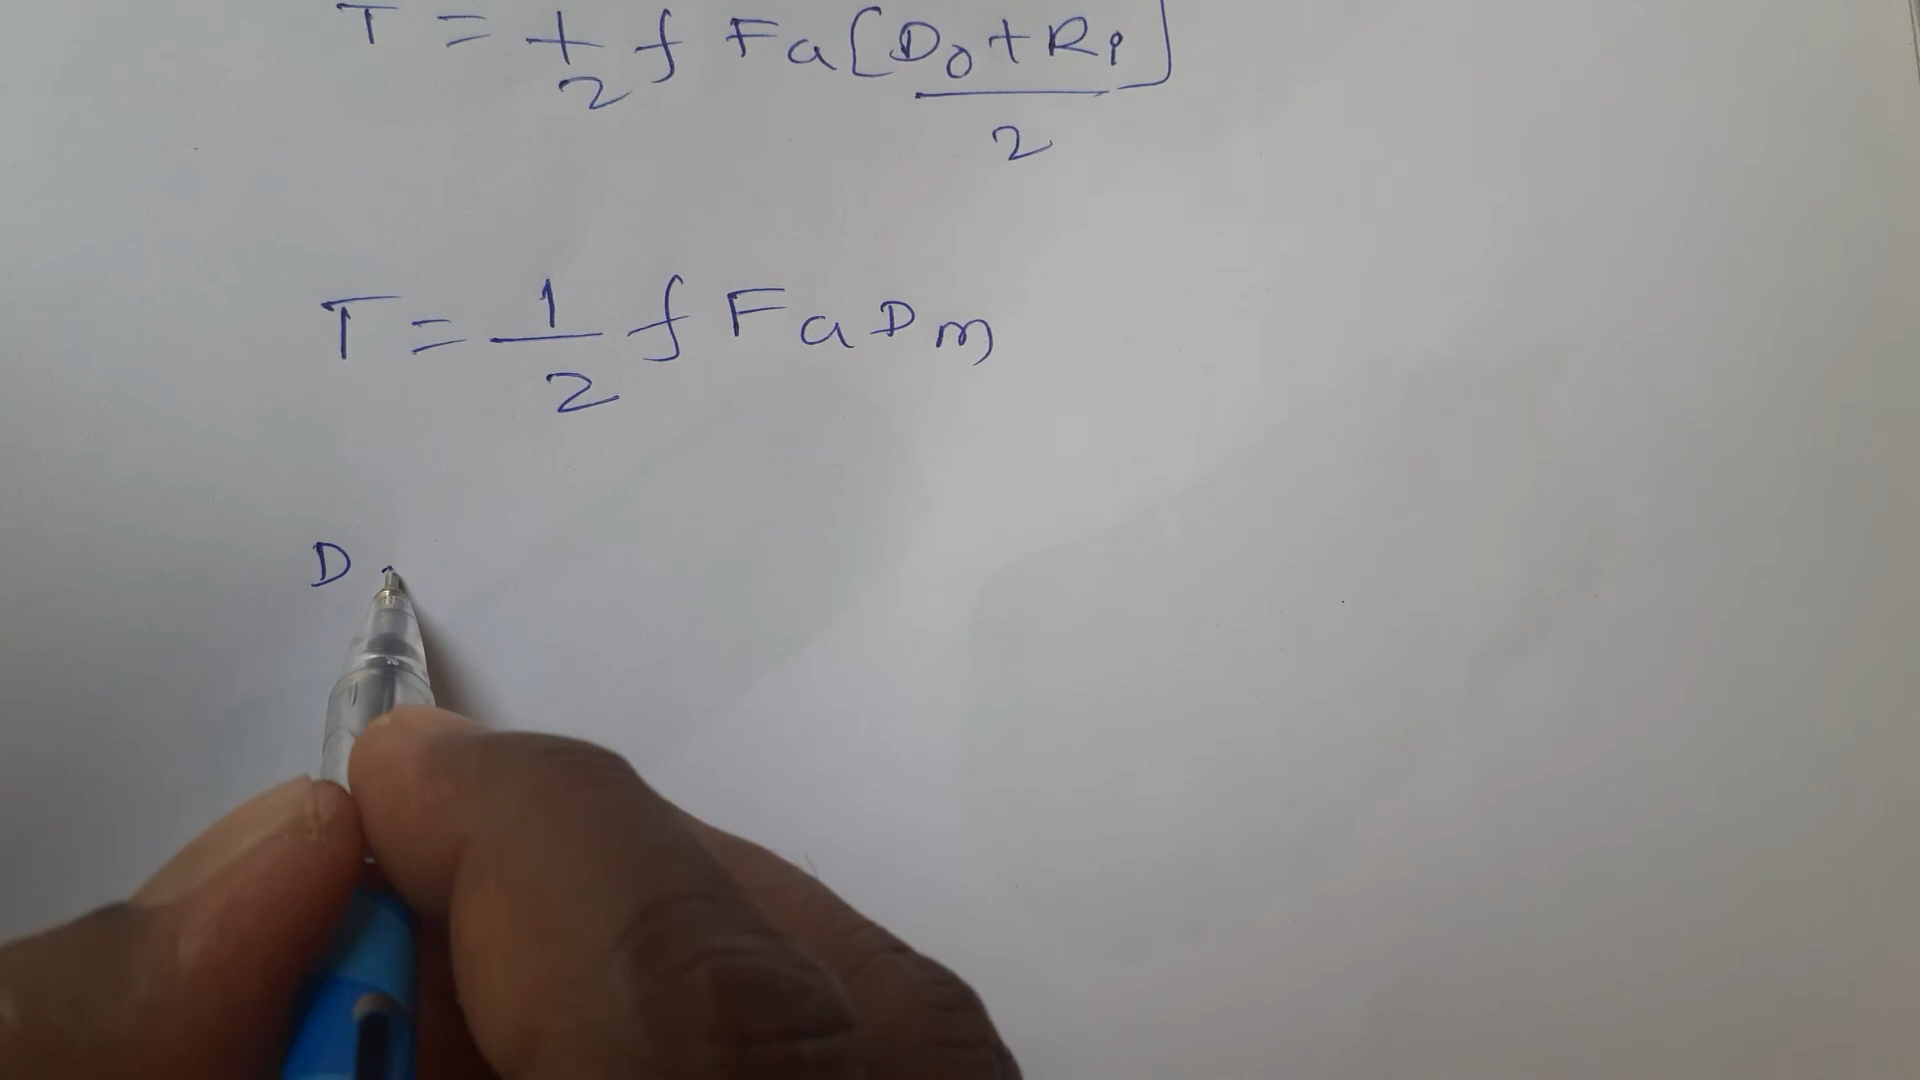 T = 1/2 f Fa [Do + Ri / 2]
T = 1/2 f Fa Dm
D